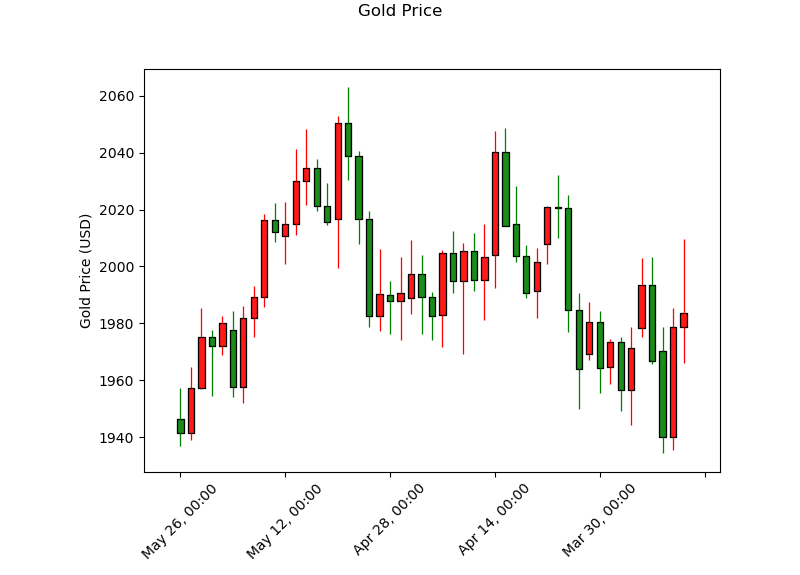 Gold Price
Gold Price (USD)
2060
2040
2020
2000
1980
1960
1940
May 26, 00:00
May 12, 00:00
Apr 28, 00:00
Apr 14, 00:00
Mar 30, 00:00